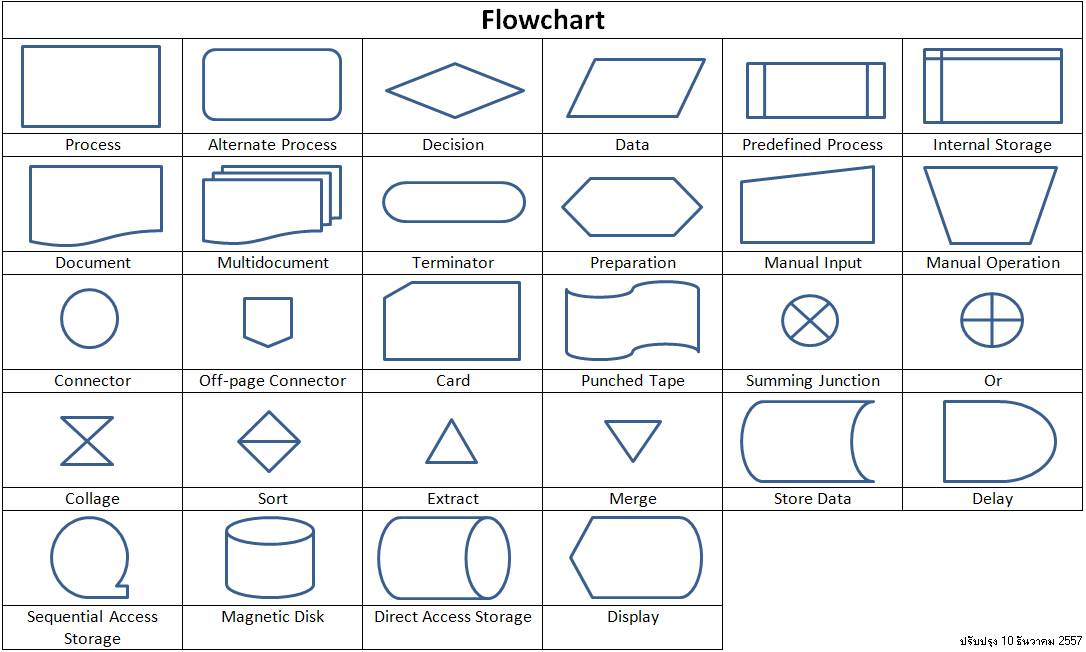 Flowchart
Process
Alternate Process
Decision
Data
Predefined Process
Internal Storage
Document
Multidocument
Terminator
Preparation
Manual Input
Manual Operation
Connector
Off-page Connector
Card
Punched Tape
Summing Junction
Or
Collage
Sort
Extract
Merge
Store Data
Delay
Sequential Access
Storage
Magnetic Disk
Direct Access Storage
Display
ปรับปรุง 10 ธันวาคม 2557